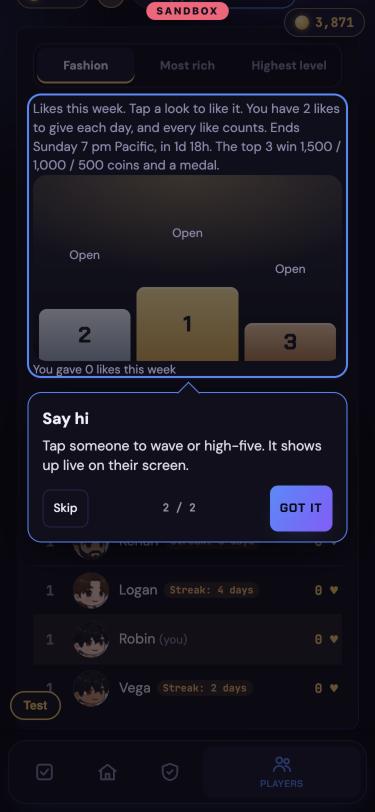 SANDBOX
3,871
Fashion Most rich Highest level
Likes this week. Tap a look to like it. You have 2 likes
to give each day, and every like counts. Ends
Sunday 7 pm Pacific, in 1d 18h. The top 3 win 1,500 /
1,000 / 500 coins and a medal.
Open
Open
Open
1
2
3
You gave 0 likes this week
Say hi
Tap someone to wave or high-five. It shows
up live on their screen.
Skip 2 / 2 GOT IT
1 Logan Streak: 4 days 0 ♥
1 Robin (you) 0 ♥
1 Vega Streak: 2 days 0 ♥
Test
PLAYERS